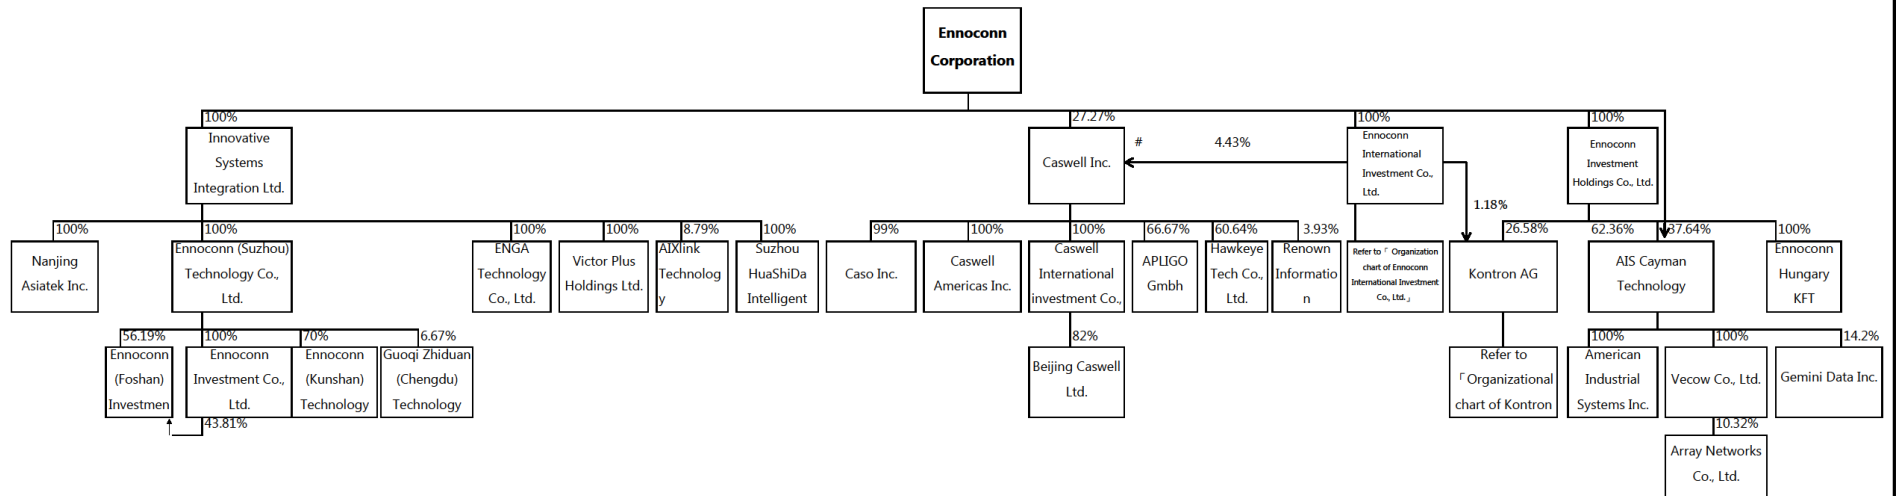 Ennoconn
Corporation
100%
27.27%
100%
100%
Innovative
Systems
Integration Ltd.
Caswell Inc.
#
4.43%
Ennoconn
International
Investment Co.,
Ltd.
Ennoconn
Investment
Holdings Co., Ltd.
1.18%
100%
100%
100%
100%
8.79%
100%
99%
100%
100%
66.67%
60.64%
3.93%
26.58%
62.36%
37.64%
100%
Nanjing
Asiatek Inc.
Ennoconn (Suzhou)
Technology Co.,
Ltd.
ENGA
Technology
Co., Ltd.
Victor Plus
Holdings Ltd.
AIXlink
Technolog
y
Suzhou
HuaShiDa
Intelligent
Caso Inc.
Caswell
Americas Inc.
Caswell
International
investment Co.,
APLIGO
Gmbh
Hawkeye
Tech Co.,
Ltd.
Renown
Informatio
n
Refer to「 Organization
chart of Ennoconn
International Investment
Co., Ltd.」
Kontron AG
AIS Cayman
Technology
Ennoconn
Hungary
KFT
56.19%
100%
70%
6.67%
82%
100%
100%
14.2%
Ennoconn
(Foshan)
Investmen
Ennoconn
Investment Co.,
Ltd.
Ennoconn
(Kunshan)
Technology
Guoqi Zhiduan
(Chengdu)
Technology
Beijing Caswell
Ltd.
Refer to
「Organizational
chart of Kontron
American
Industrial
Systems Inc.
Vecow Co., Ltd.
Gemini Data Inc.
43.81%
10.32%
Array Networks
Co., Ltd.